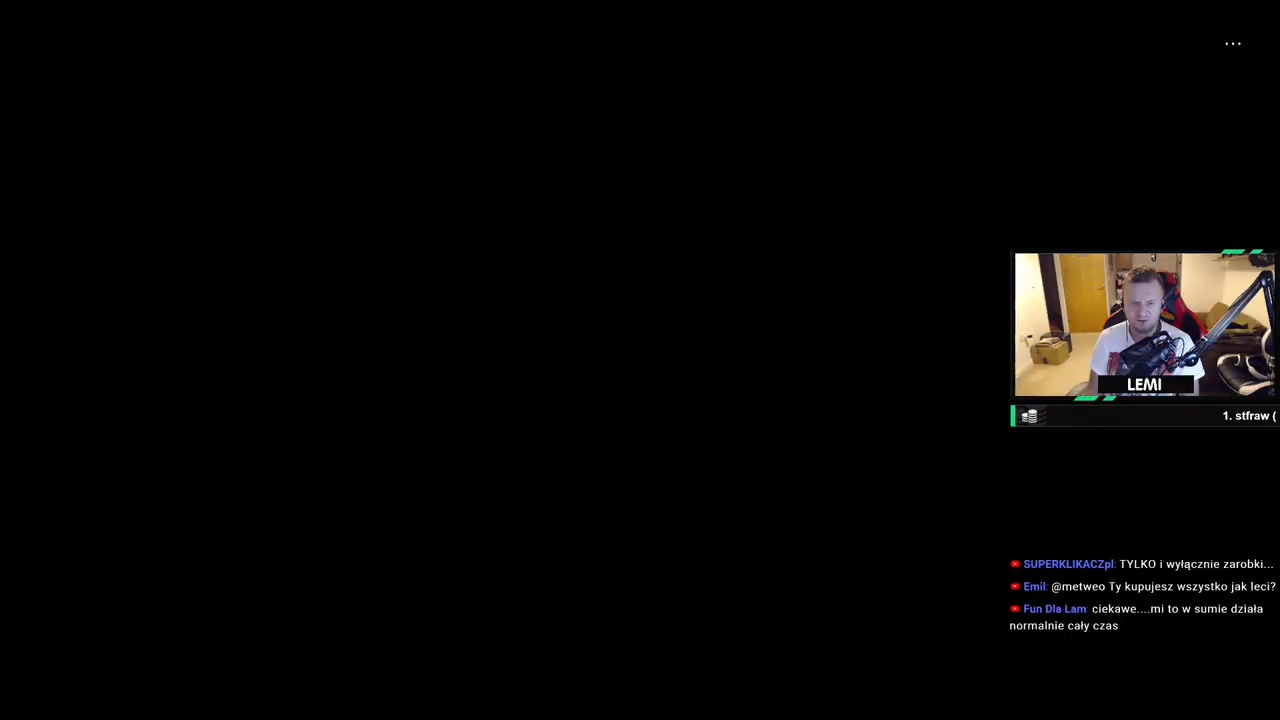 ...
LEMI
1. stfraw (
SUPERKLIKACZpl: TYLKO i wyłącznie zarobki...
Emil: @metweo Ty kupujesz wszystko jak leci?
Fun Dla Lam: ciekawe....mi to w sumie działa
normalnie cały czas